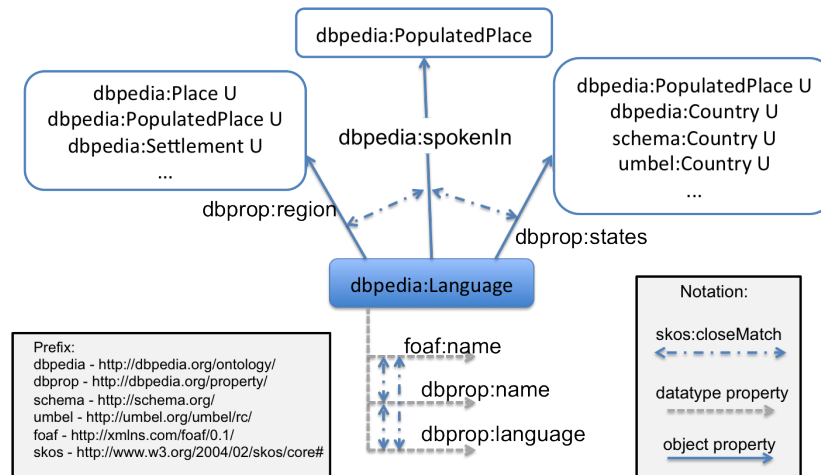 dbpedia:PopulatedPlace
dbpedia:Place U
dbpedia:PopulatedPlace U
dbpedia:Settlement U
...
dbpedia:PopulatedPlace U
dbpedia:Country U
schema:Country U
umbel:Country U
...
dbpedia:spokenIn
dbprop:region
dbprop:states
dbpedia:Language
foaf:name
dbprop:name
dbprop:language
Prefix:
dbpedia - http://dbpedia.org/ontology/
dbprop - http://dbpedia.org/property/
schema - http://schema.org/
umbel - http://umbel.org/umbel/rc/
foaf - http://xmlns.com/foaf/0.1/
skos - http://www.w3.org/2004/02/skos/core#
Notation:
skos:closeMatch
datatype property
object property